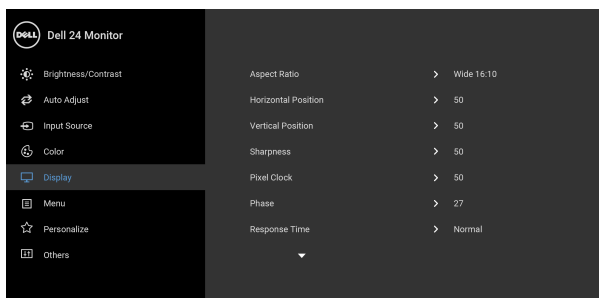 DELL Dell 24 Monitor
Brightness/Contrast
Auto Adjust
Input Source
Color
Display
Menu
Personalize
Others
Aspect Ratio > Wide 16:10
Horizontal Position > 50
Vertical Position > 50
Sharpness > 50
Pixel Clock > 50
Phase > 27
Response Time > Normal